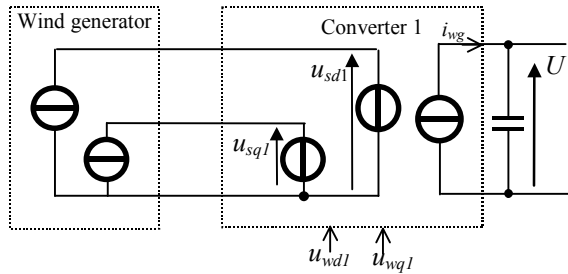 Wind generator
Converter 1
i_wg
u_sd1
U
u_sq1
u_wd1
u_wq1